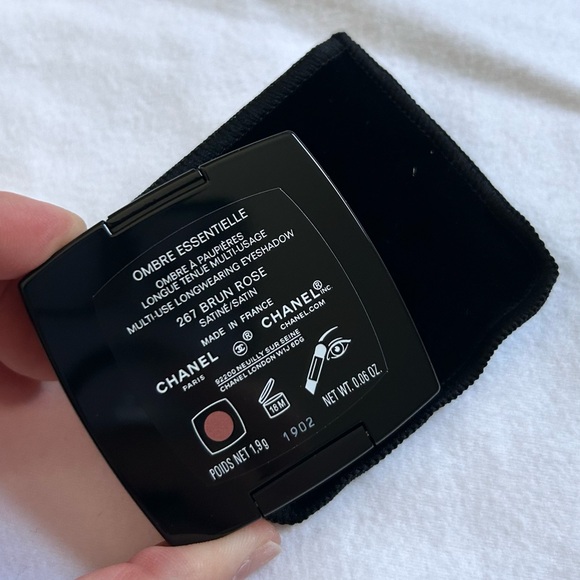 OMBRE ESSENTIELLE
OMBRE À PAUPIÈRES
LONGUE TENUE MULTI-USAGE
MULTI-USE LONGWEARING EYESHADOW
267 BRUN ROSE
SATINÉ/SATIN
MADE IN FRANCE
CHANEL ® CHANEL® INC.
PARIS CHANEL.COM
92200 NEUILLY SUR SEINE
CHANEL LONDON W1J 6DG
18M
POIDS NET 1,9g NET WT. 0.06 OZ.
1902